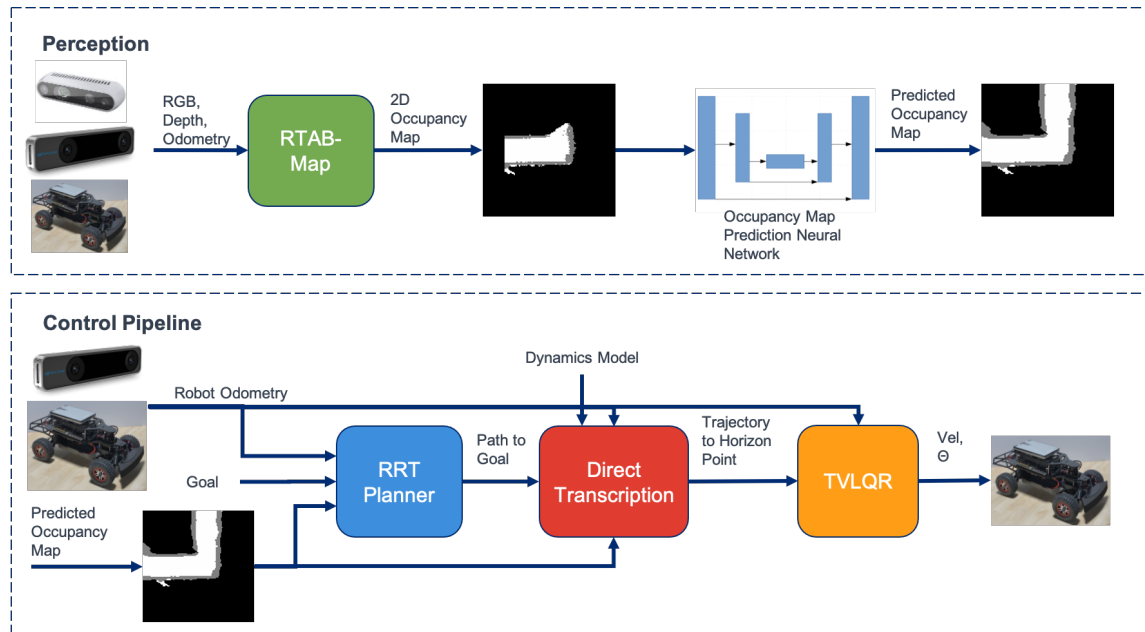 Perception
RGB,
Depth,
Odometry
RTAB-
Map
2D
Occupancy
Map
Occupancy Map
Prediction Neural
Network
Predicted
Occupancy
Map
Control Pipeline
Dynamics Model
Robot Odometry
Goal
Predicted
Occupancy
Map
RRT
Planner
Path to
Goal
Direct
Transcription
Trajectory
to Horizon
Point
TVLQR
Vel,
Θ